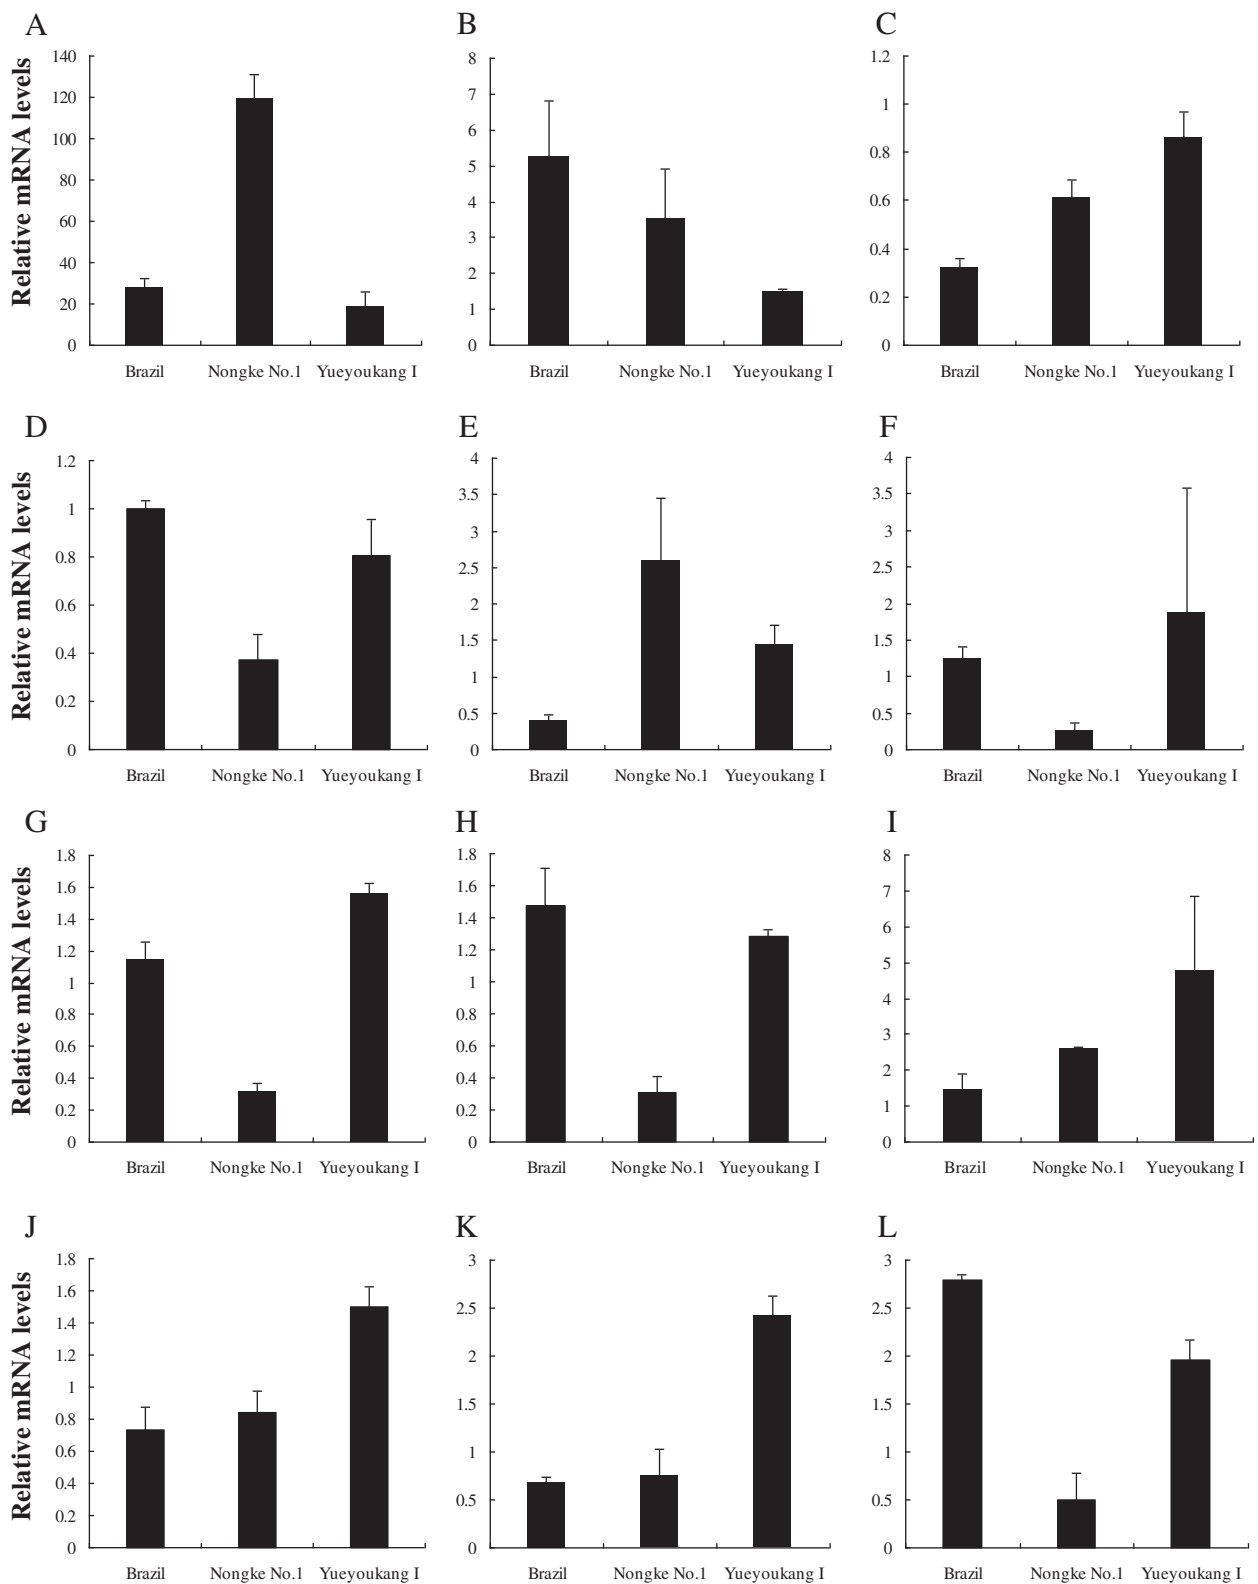 A B C
Relative mRNA levels
140 120 100 80 60 40 20 0
Brazil Nongke No.1 Yueyoukang I
8 7 6 5 4 3 2 1 0
Brazil Nongke No.1 Yueyoukang I
1.2 1 0.8 0.6 0.4 0.2 0
Brazil Nongke No.1 Yueyoukang I
D E F
Relative mRNA levels
1.2 1 0.8 0.6 0.4 0.2 0
Brazil Nongke No.1 Yueyoukang I
4 3.5 3 2.5 2 1.5 1 0.5 0
Brazil Nongke No.1 Yueyoukang I
4 3.5 3 2.5 2 1.5 1 0.5 0
Brazil Nongke No.1 Yueyoukang I
G H I
Relative mRNA levels
1.8 1.6 1.4 1.2 1 0.8 0.6 0.4 0.2 0
Brazil Nongke No.1 Yueyoukang I
1.8 1.6 1.4 1.2 1 0.8 0.6 0.4 0.2 0
Brazil Nongke No.1 Yueyoukang I
8 7 6 5 4 3 2 1 0
Brazil Nongke No.1 Yueyoukang I
J K L
Relative mRNA levels
1.8 1.6 1.4 1.2 1 0.8 0.6 0.4 0.2 0
Brazil Nongke No.1 Yueyoukang I
3 2.5 2 1.5 1 0.5 0
Brazil Nongke No.1 Yueyoukang I
3 2.5 2 1.5 1 0.5 0
Brazil Nongke No.1 Yueyoukang I